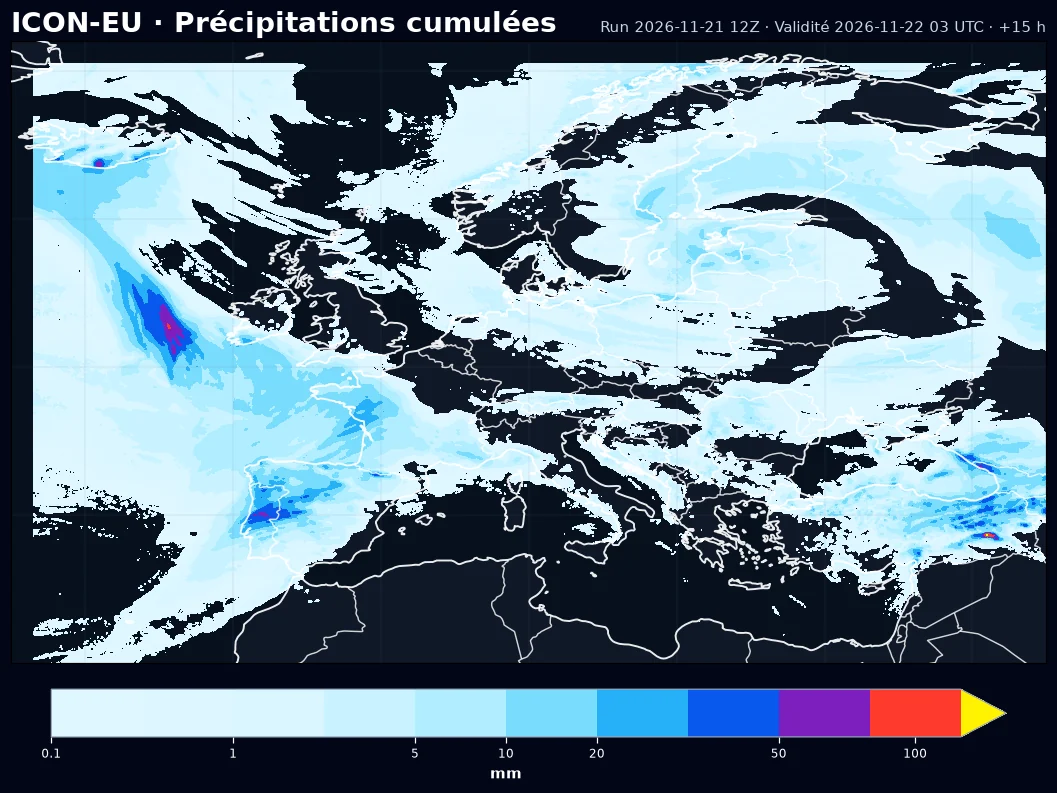 ICON-EU · Précipitations cumulées
Run 2026-11-21 12Z · Validité 2026-11-22 03 UTC · +15 h
0.1 1 5 10 20 50 100
mm